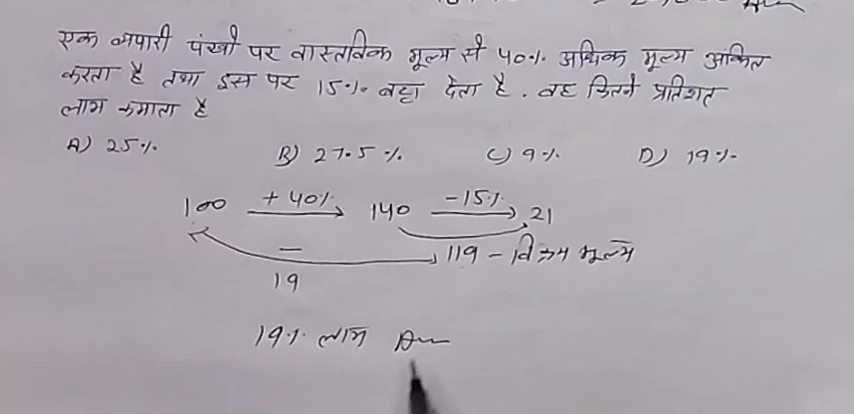 एक व्यपारी पंखो पर वास्तविक मूल्य से 40% अधिक मूल्य अंकित
करता है तथा इस पर 15% बट्टा देता है. वह कितने प्रतिशत
लाभ कमाता है
A) 25% B) 27.5% C) 9% D) 19%
100 +40% 140 -15% 21
- 119 - विक्रय मूल्य
19
19% लाभ Ans